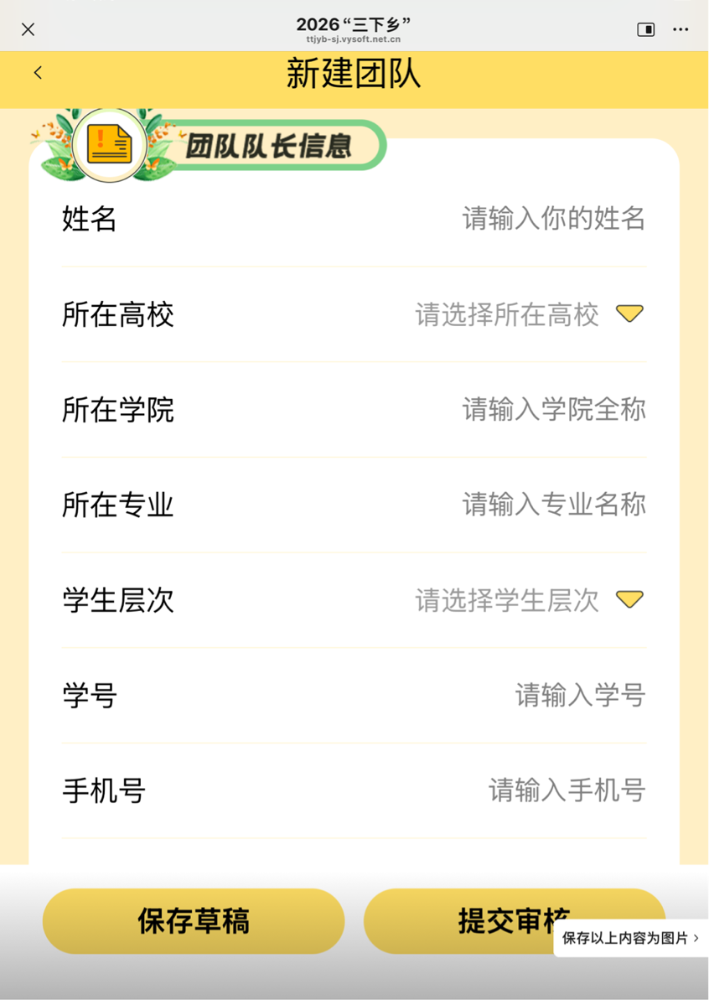 2026“三下乡”
ttjyb-sj.vysoft.net.cn
新建团队
团队队长信息
姓名 请输入你的姓名
所在高校 请选择所在高校
所在学院 请输入学院全称
所在专业 请输入专业名称
学生层次 请选择学生层次
学号 请输入学号
手机号 请输入手机号
保存草稿 提交审核
保存以上内容为图片